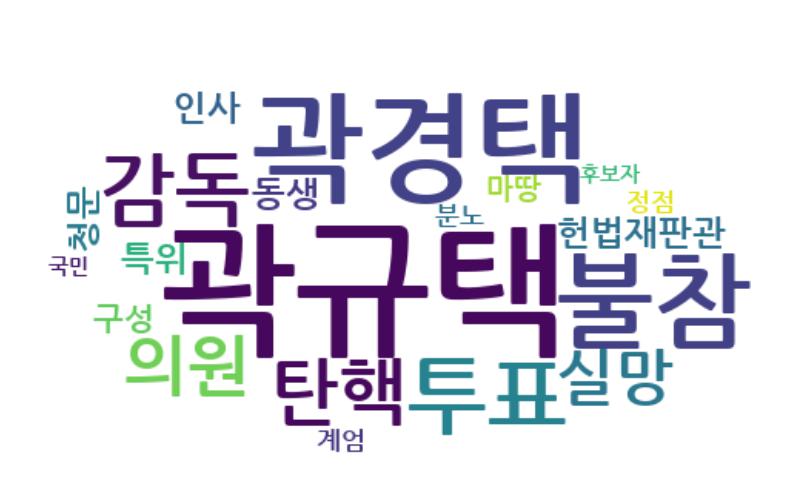 인사
곽경택
감독
동생
마땅
후보자
정점
분노
청문
헌법재판관
국민
특위
곽규택
불참
구성
의원
탄핵
투표
실망
계엄